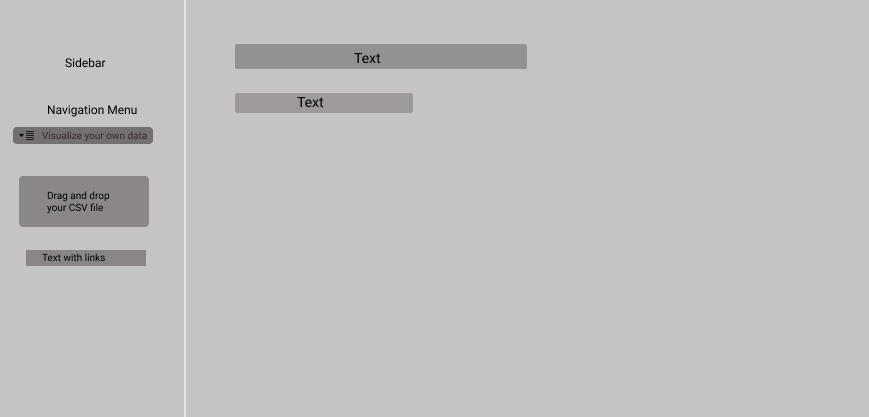 Sidebar
Navigation Menu
Visualize your own data
Drag and drop
your CSV file
Text with links
Text
Text